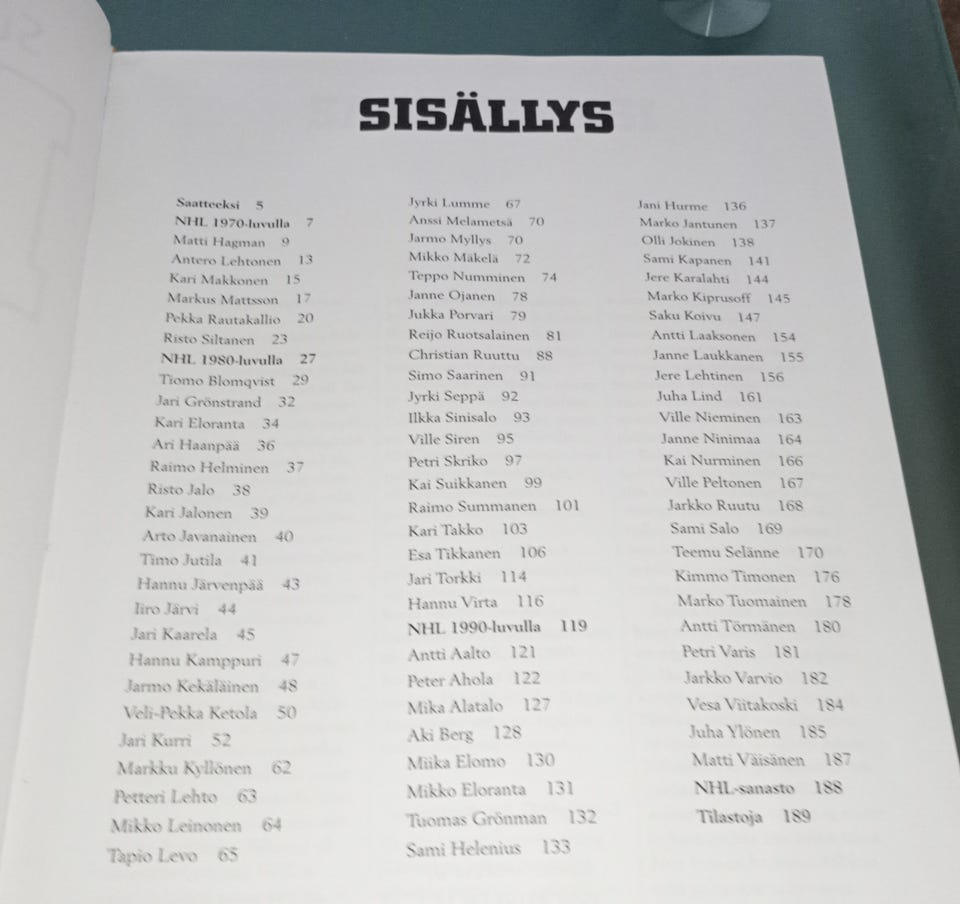 SISÄLLYS
Saatteeksi 5
NHL 1970-luvulla 7
Matti Hagman 9
Antero Lehtonen 13
Kari Makkonen 15
Markus Mattsson 17
Pekka Rautakallio 20
Risto Siltanen 23
NHL 1980-luvulla 27
Tiomo Blomqvist 29
Jari Grönstrand 32
Kari Eloranta 34
Ari Haanpää 36
Raimo Helminen 37
Risto Jalo 38
Kari Jalonen 39
Arto Javanainen 40
Timo Jutila 41
Hannu Järvenpää 43
Iiro Järvi 44
Jari Kaarela 45
Hannu Kamppuri 47
Jarmo Kekäläinen 48
Veli-Pekka Ketola 50
Jari Kurri 52
Markku Kyllönen 62
Petteri Lehto 63
Mikko Leinonen 64
Tapio Levo 65
Jyrki Lumme 67
Anssi Melametsä 70
Jarmo Myllys 70
Mikko Mäkelä 72
Teppo Numminen 74
Janne Ojanen 78
Jukka Porvari 79
Reijo Ruotsalainen 81
Christian Ruuttu 88
Simo Saarinen 91
Jyrki Seppä 92
Ilkka Sinisalo 93
Ville Siren 95
Petri Skriko 97
Kai Suikkanen 99
Raimo Summanen 101
Kari Takko 103
Esa Tikkanen 106
Jari Torkki 114
Hannu Virta 116
NHL 1990-luvulla 119
Antti Aalto 121
Peter Ahola 122
Mika Alatalo 127
Aki Berg 128
Miika Elomo 130
Mikko Eloranta 131
Tuomas Grönman 132
Sami Helenius 133
Jani Hurme 136
Marko Jantunen 137
Olli Jokinen 138
Sami Kapanen 141
Jere Karalahti 144
Marko Kiprusoff 145
Saku Koivu 147
Antti Laaksonen 154
Janne Laukkanen 155
Jere Lehtinen 156
Juha Lind 161
Ville Nieminen 163
Janne Ninimaa 164
Kai Nurminen 166
Ville Peltonen 167
Jarkko Ruutu 168
Sami Salo 169
Teemu Selänne 170
Kimmo Timonen 176
Marko Tuomainen 178
Antti Törmänen 180
Petri Varis 181
Jarkko Varvio 182
Vesa Viitakoski 184
Juha Ylönen 185
Matti Väisänen 187
NHL-sanasto 188
Tilastoja 189